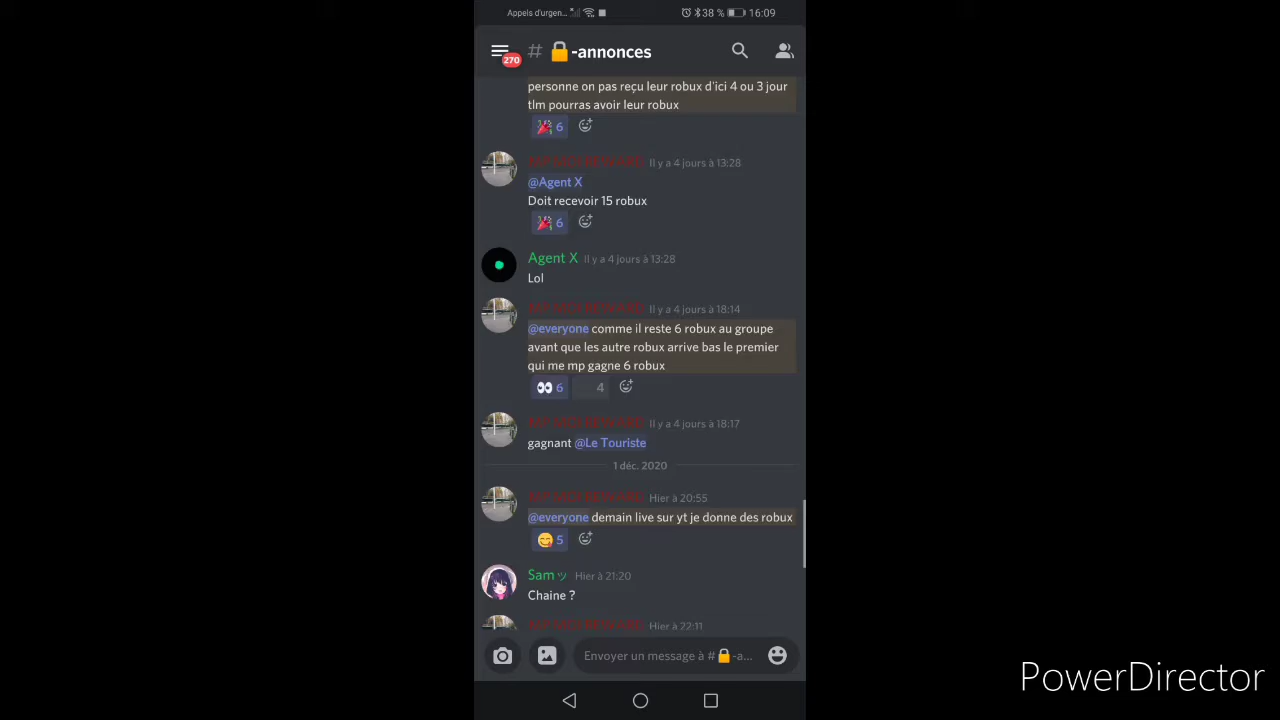 Appels d'urgen... 38 % 16:09
270 # 🔒-annonces
personne on pas reçu leur robux d'ici 4 ou 3 jour
tlm pourras avoir leur robux
6
Il y a 4 jours à 13:28
@Agent X
Doit recevoir 15 robux
6
Agent X Il y a 4 jours à 13:28
Lol
Il y a 4 jours à 18:14
@everyone comme il reste 6 robux au groupe
avant que les autre robux arrive bas le premier
qui me mp gagne 6 robux
6 4
Il y a 4 jours à 18:17
gagnant @Le Touriste
1 déc. 2020
Hier à 20:55
@everyone demain live sur yt je donne des robux
5
Samッ Hier à 21:20
Chaine ?
Hier à 22:11
Envoyer un message à #🔒-a...
PowerDirector